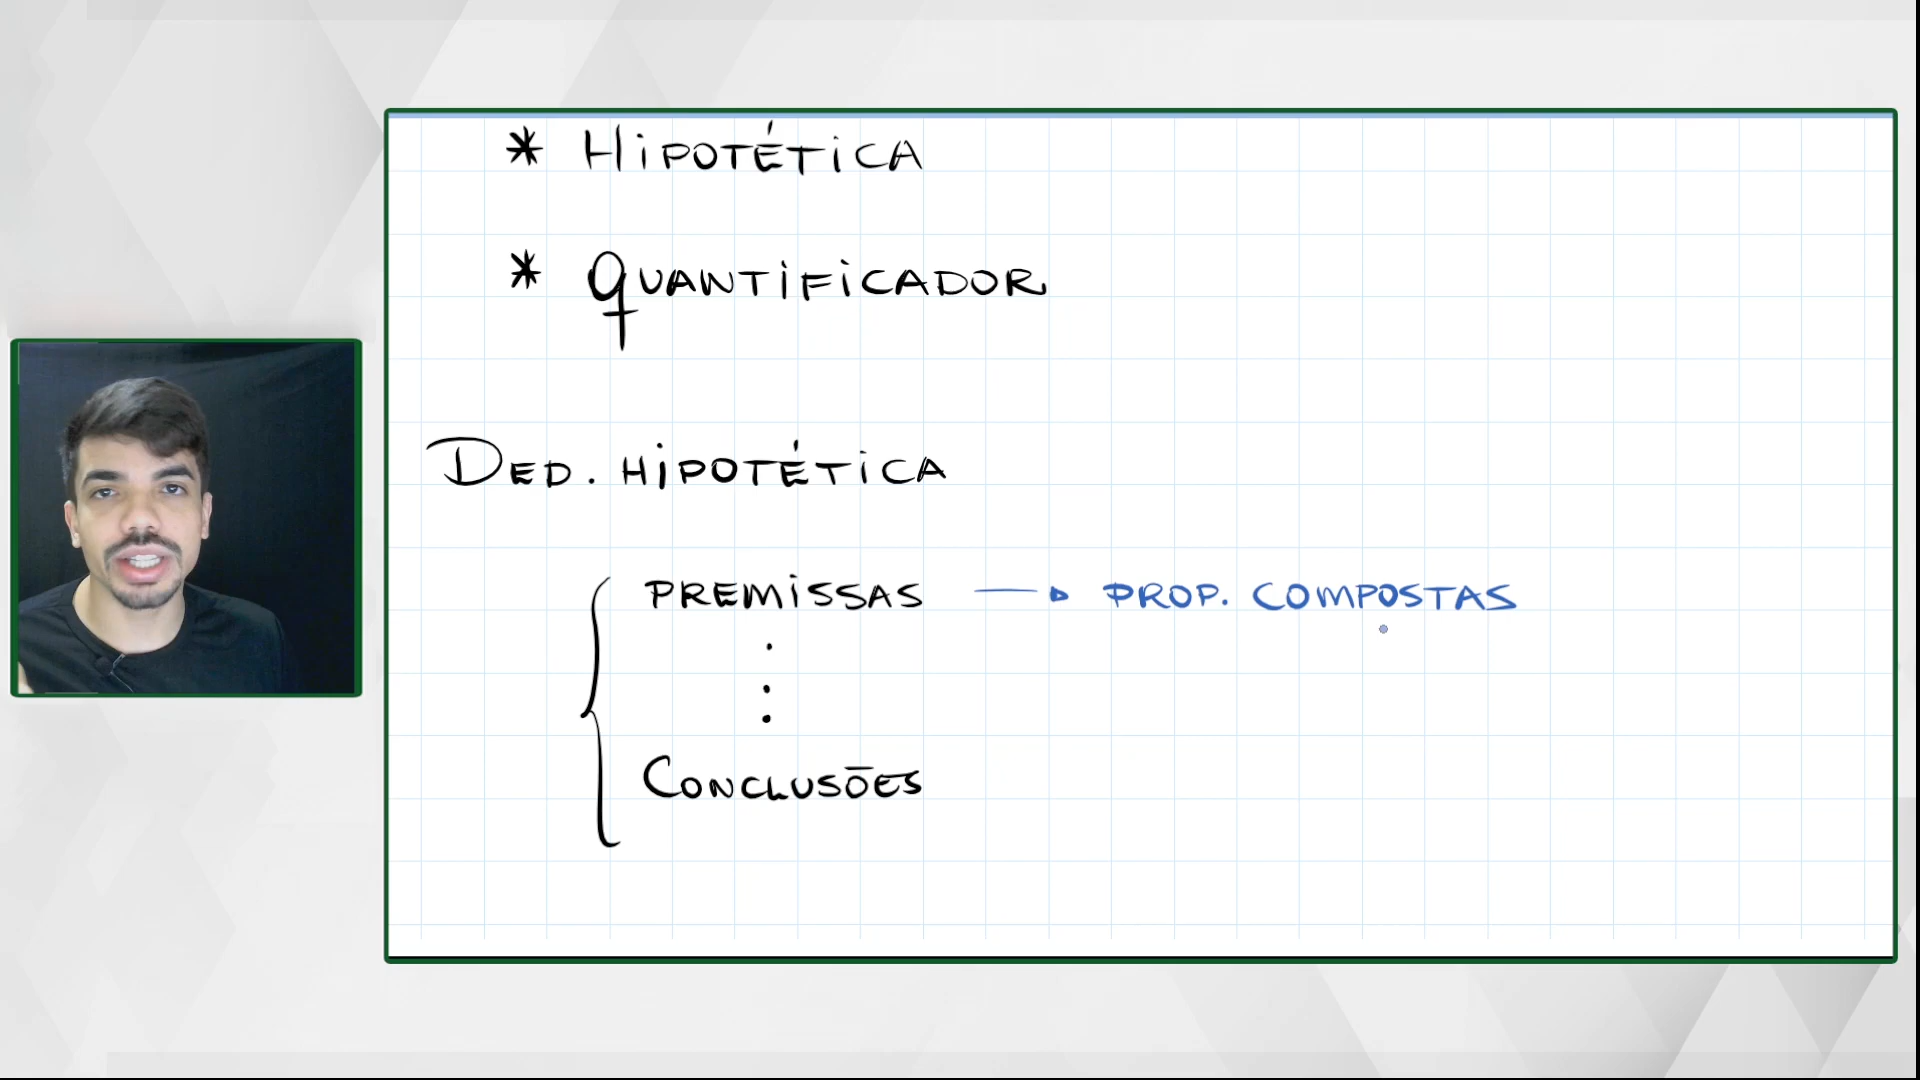 * HIPOTÉTICA
* QUANTIFICADOR
DED. HIPOTÉTICA
PREMISSAS → PROP. COMPOSTAS
CONCLUSÕES